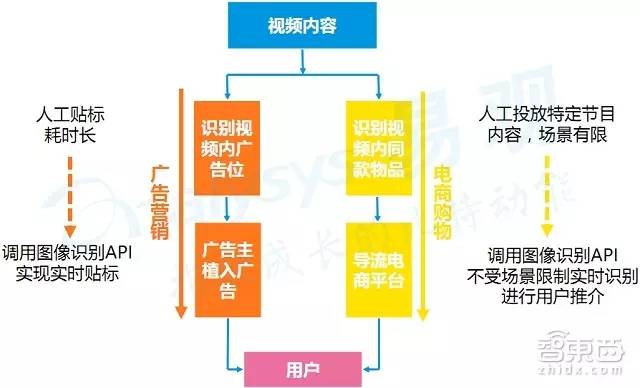 视频内容
人工贴标
耗时长
调用图像识别API
实现实时贴标
广告营销
识别视
频内广
告位
广告主
植入广
告
识别视
频内同
款物品
导流电
商平台
电商购物
人工投放特定节目
内容，场景有限
调用图像识别API
不受场景限制实时识别
进行用户推介
用户
易观
智东西
zhidx.com